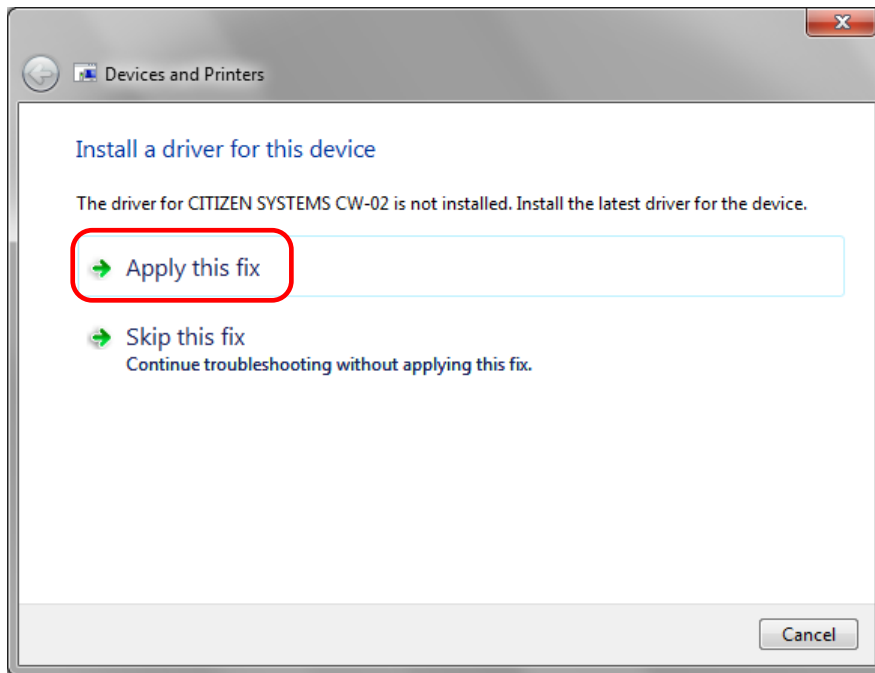 Devices and Printers
Install a driver for this device
The driver for CITIZEN SYSTEMS CW-02 is not installed. Install the latest driver for the device.
Apply this fix
Skip this fix
Continue troubleshooting without applying this fix.
Cancel